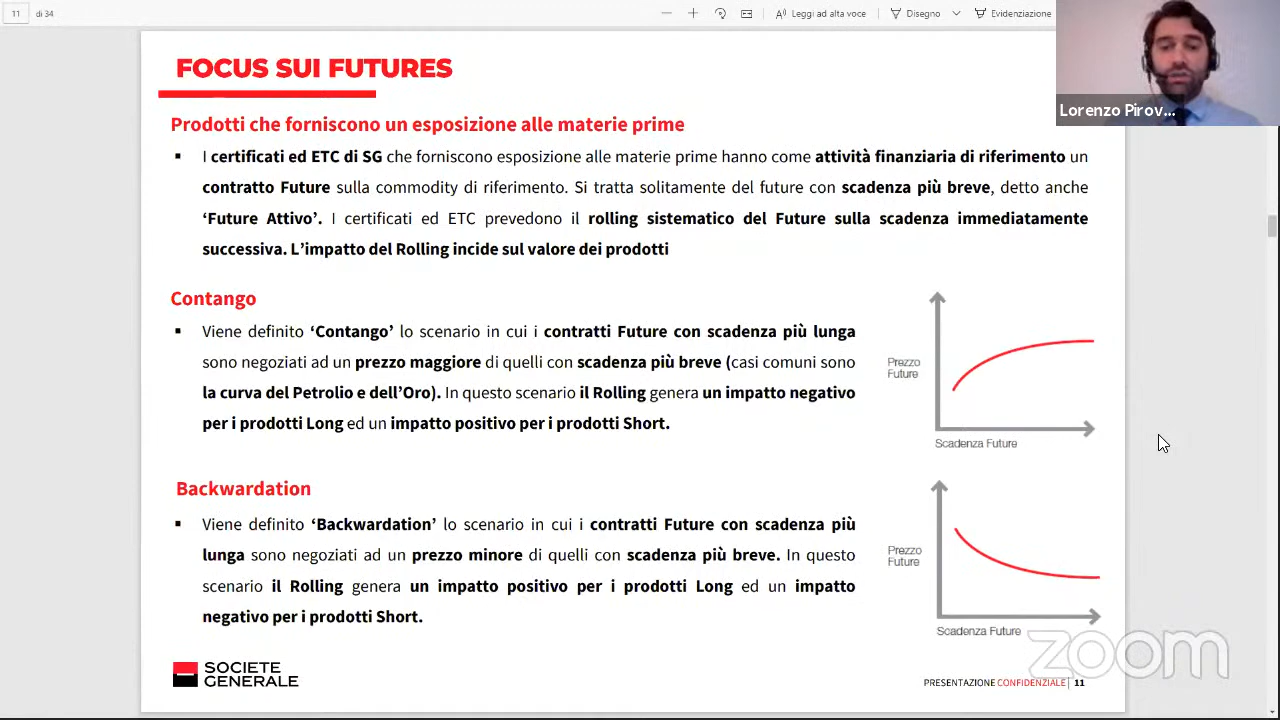 11 di 34
Leggi ad alta voce
Disegno
Evidenziazione
Lorenzo Pirov...
FOCUS SUI FUTURES
Prodotti che forniscono un esposizione alle materie prime
▪ I certificati ed ETC di SG che forniscono esposizione alle materie prime hanno come attività finanziaria di riferimento un
contratto Future sulla commodity di riferimento. Si tratta solitamente del future con scadenza più breve, detto anche
‘Future Attivo’. I certificati ed ETC prevedono il rolling sistematico del Future sulla scadenza immediatamente
successiva. L’impatto del Rolling incide sul valore dei prodotti
Contango
▪ Viene definito ‘Contango’ lo scenario in cui i contratti Future con scadenza più lunga
sono negoziati ad un prezzo maggiore di quelli con scadenza più breve (casi comuni sono
la curva del Petrolio e dell’Oro). In questo scenario il Rolling genera un impatto negativo
per i prodotti Long ed un impatto positivo per i prodotti Short.
Prezzo
Future
Scadenza Future
Backwardation
▪ Viene definito ‘Backwardation’ lo scenario in cui i contratti Future con scadenza più
lunga sono negoziati ad un prezzo minore di quelli con scadenza più breve. In questo
scenario il Rolling genera un impatto positivo per i prodotti Long ed un impatto
negativo per i prodotti Short.
Prezzo
Future
Scadenza Future
SOCIETE
GENERALE
PRESENTAZIONE CONFIDENZIALE| 11
zoom